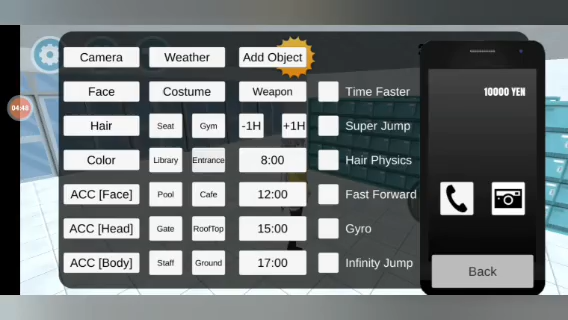 Camera Weather Add Object
10000 YEN
Face Costume Weapon Time Faster
04:40
Hair Seat Gym -1H +1H Super Jump
Color Library Entrance 8:00 Hair Physics
ACC [Face] Pool Cafe 12:00 Fast Forward
ACC [Head] Gate RoofTop 15:00 Gyro
ACC [Body] Staff Ground 17:00 Infinity Jump
Back